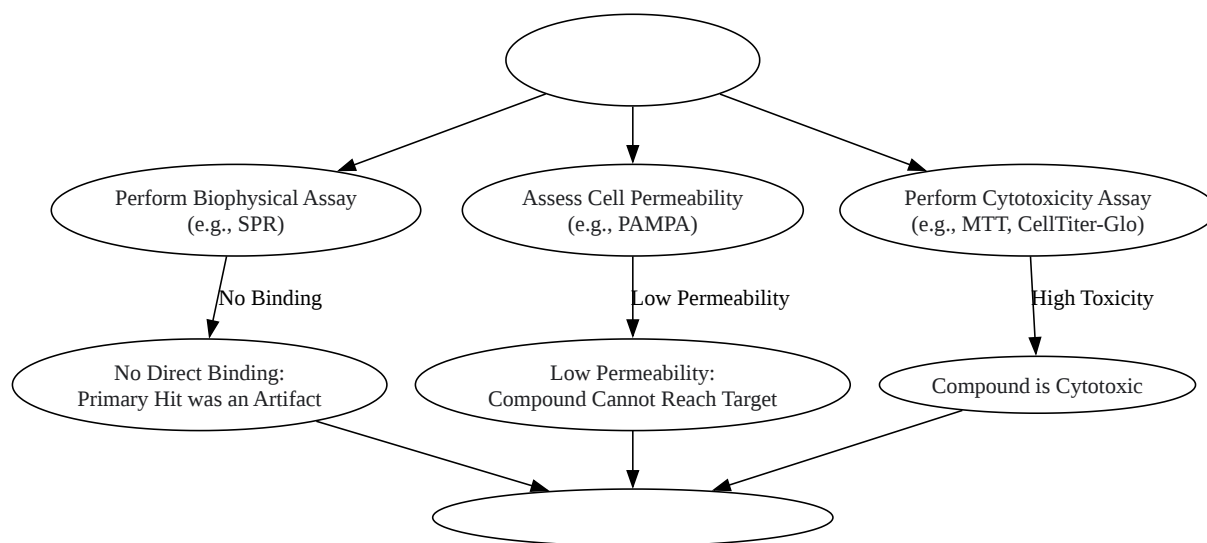 Perform Biophysical Assay
(e.g., SPR)
Assess Cell Permeability
(e.g., PAMPA)
Perform Cytotoxicity Assay
(e.g., MTT, CellTiter-Glo)
No Binding
Low Permeability
High Toxicity
No Direct Binding:
Primary Hit was an Artifact
Low Permeability:
Compound Cannot Reach Target
Compound is Cytotoxic